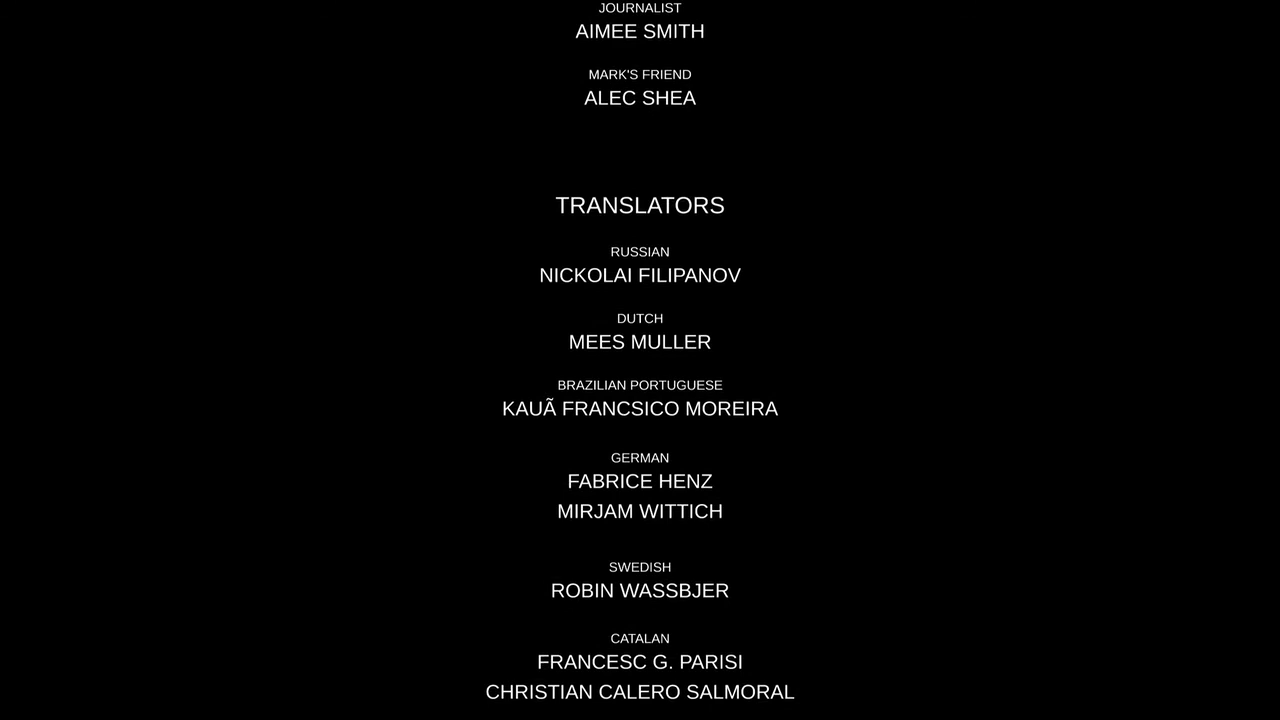 JOURNALIST
AIMEE SMITH
MARK'S FRIEND
ALEC SHEA
TRANSLATORS
RUSSIAN
NICKOLAI FILIPANOV
DUTCH
MEES MULLER
BRAZILIAN PORTUGUESE
KAUÃ FRANCSICO MOREIRA
GERMAN
FABRICE HENZ
MIRJAM WITTICH
SWEDISH
ROBIN WASSBJER
CATALAN
FRANCESC G. PARISI
CHRISTIAN CALERO SALMORAL